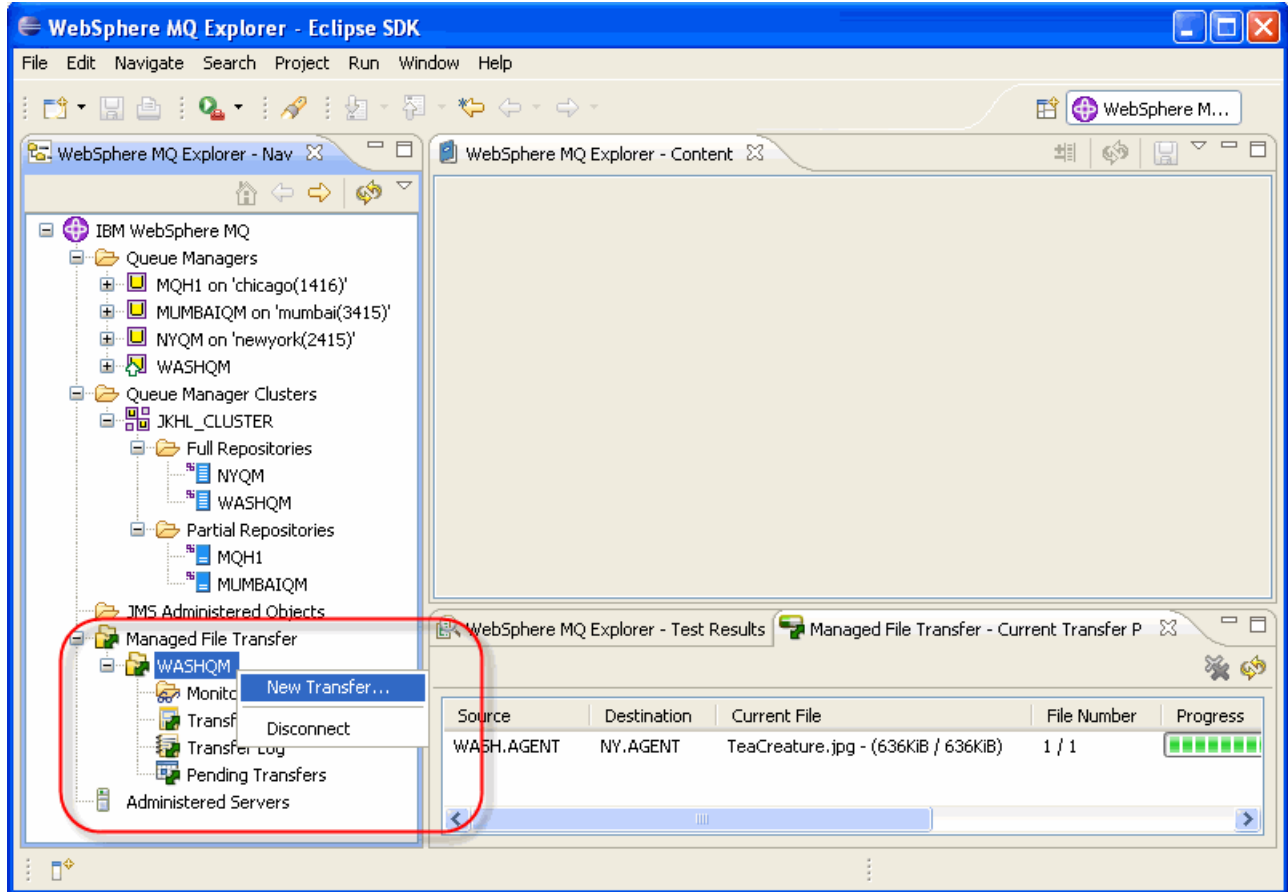 WebSphere MQ Explorer - Eclipse SDK
File Edit Navigate Search Project Run Window Help
WebSphere M...
WebSphere MQ Explorer - Nav
WebSphere MQ Explorer - Content
IBM WebSphere MQ
Queue Managers
MQH1 on 'chicago(1416)'
MUMBAIQM on 'mumbai(3415)'
NYQM on 'newyork(2415)'
WASHQM
Queue Manager Clusters
JKHL_CLUSTER
Full Repositories
NYQM
WASHQM
Partial Repositories
MQH1
MUMBAIQM
JMS Administered Objects
Managed File Transfer
WASHQM
Monito
Transf
Transfer Log
Pending Transfers
Administered Servers
New Transfer...
Disconnect
WebSphere MQ Explorer - Test Results
Managed File Transfer - Current Transfer P
Source Destination Current File File Number Progress
WASH.AGENT NY.AGENT TeaCreature.jpg - (636KiB / 636KiB) 1 / 1